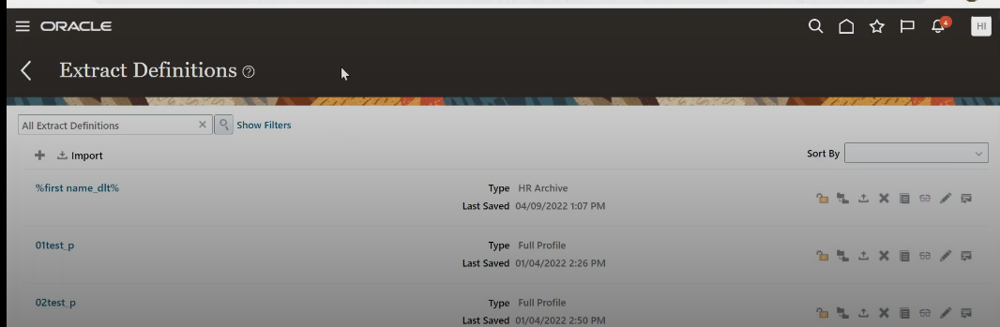 ORACLE
4
HI
Extract Definitions
All Extract Definitions
Show Filters
Import
Sort By
%first name_dlt%
Type HR Archive
Last Saved 04/09/2022 1:07 PM
01test_p
Type Full Profile
Last Saved 01/04/2022 2:26 PM
02test_p
Type Full Profile
Last Saved 01/04/2022 2:50 PM